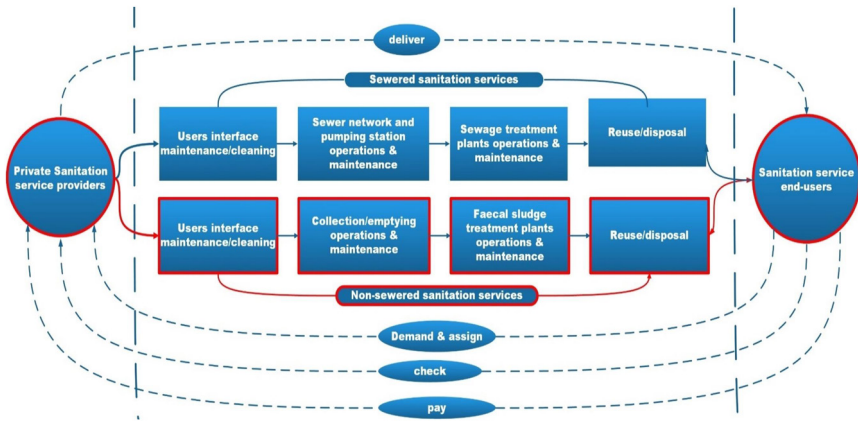 deliver
Sewered sanitation services
Users interface
maintenance/cleaning
Sewer network and
pumping station
operations &
maintenance
Sewage treatment
plants operations &
maintenance
Reuse/disposal
Private Sanitation
service providers
Sanitation service
end-users
Users interface
maintenance/cleaning
Collection/emptying
operations &
maintenance
Faecal sludge
treatment plants
operations &
maintenance
Reuse/disposal
Non-sewered sanitation services
Demand & assign
check
pay